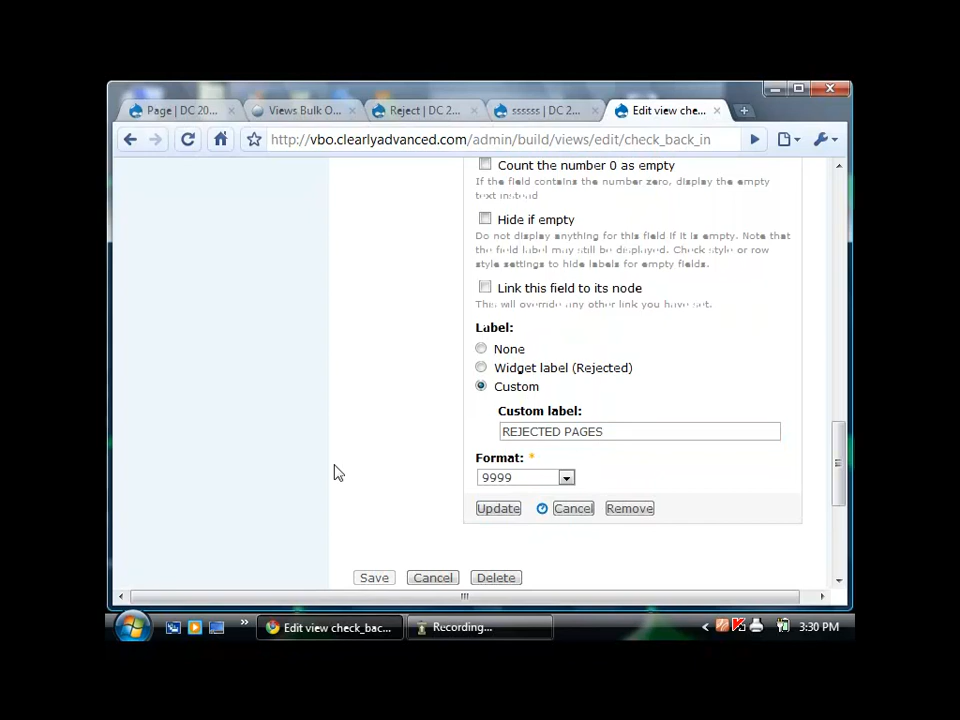 Page | DC 20...
Views Bulk O...
Reject | DC 2...
ssssss | DC 2...
Edit view che...
http://vbo.clearlyadvanced.com/admin/build/views/edit/check_back_in
Count the number 0 as empty
If the field contains the number zero, display the empty
text instead
Hide if empty
Do not display anything for this field if it is empty. Note that
the field label may still be displayed. Check style or row
style settings to hide labels for empty fields.
Link this field to its node
This will override any other link you have set.
Label:
None
Widget label (Rejected)
Custom
Custom label:
REJECTED PAGES
Format: *
9999
Update Cancel Remove
Save Cancel Delete
Edit view check_bac...
Recording...
3:30 PM